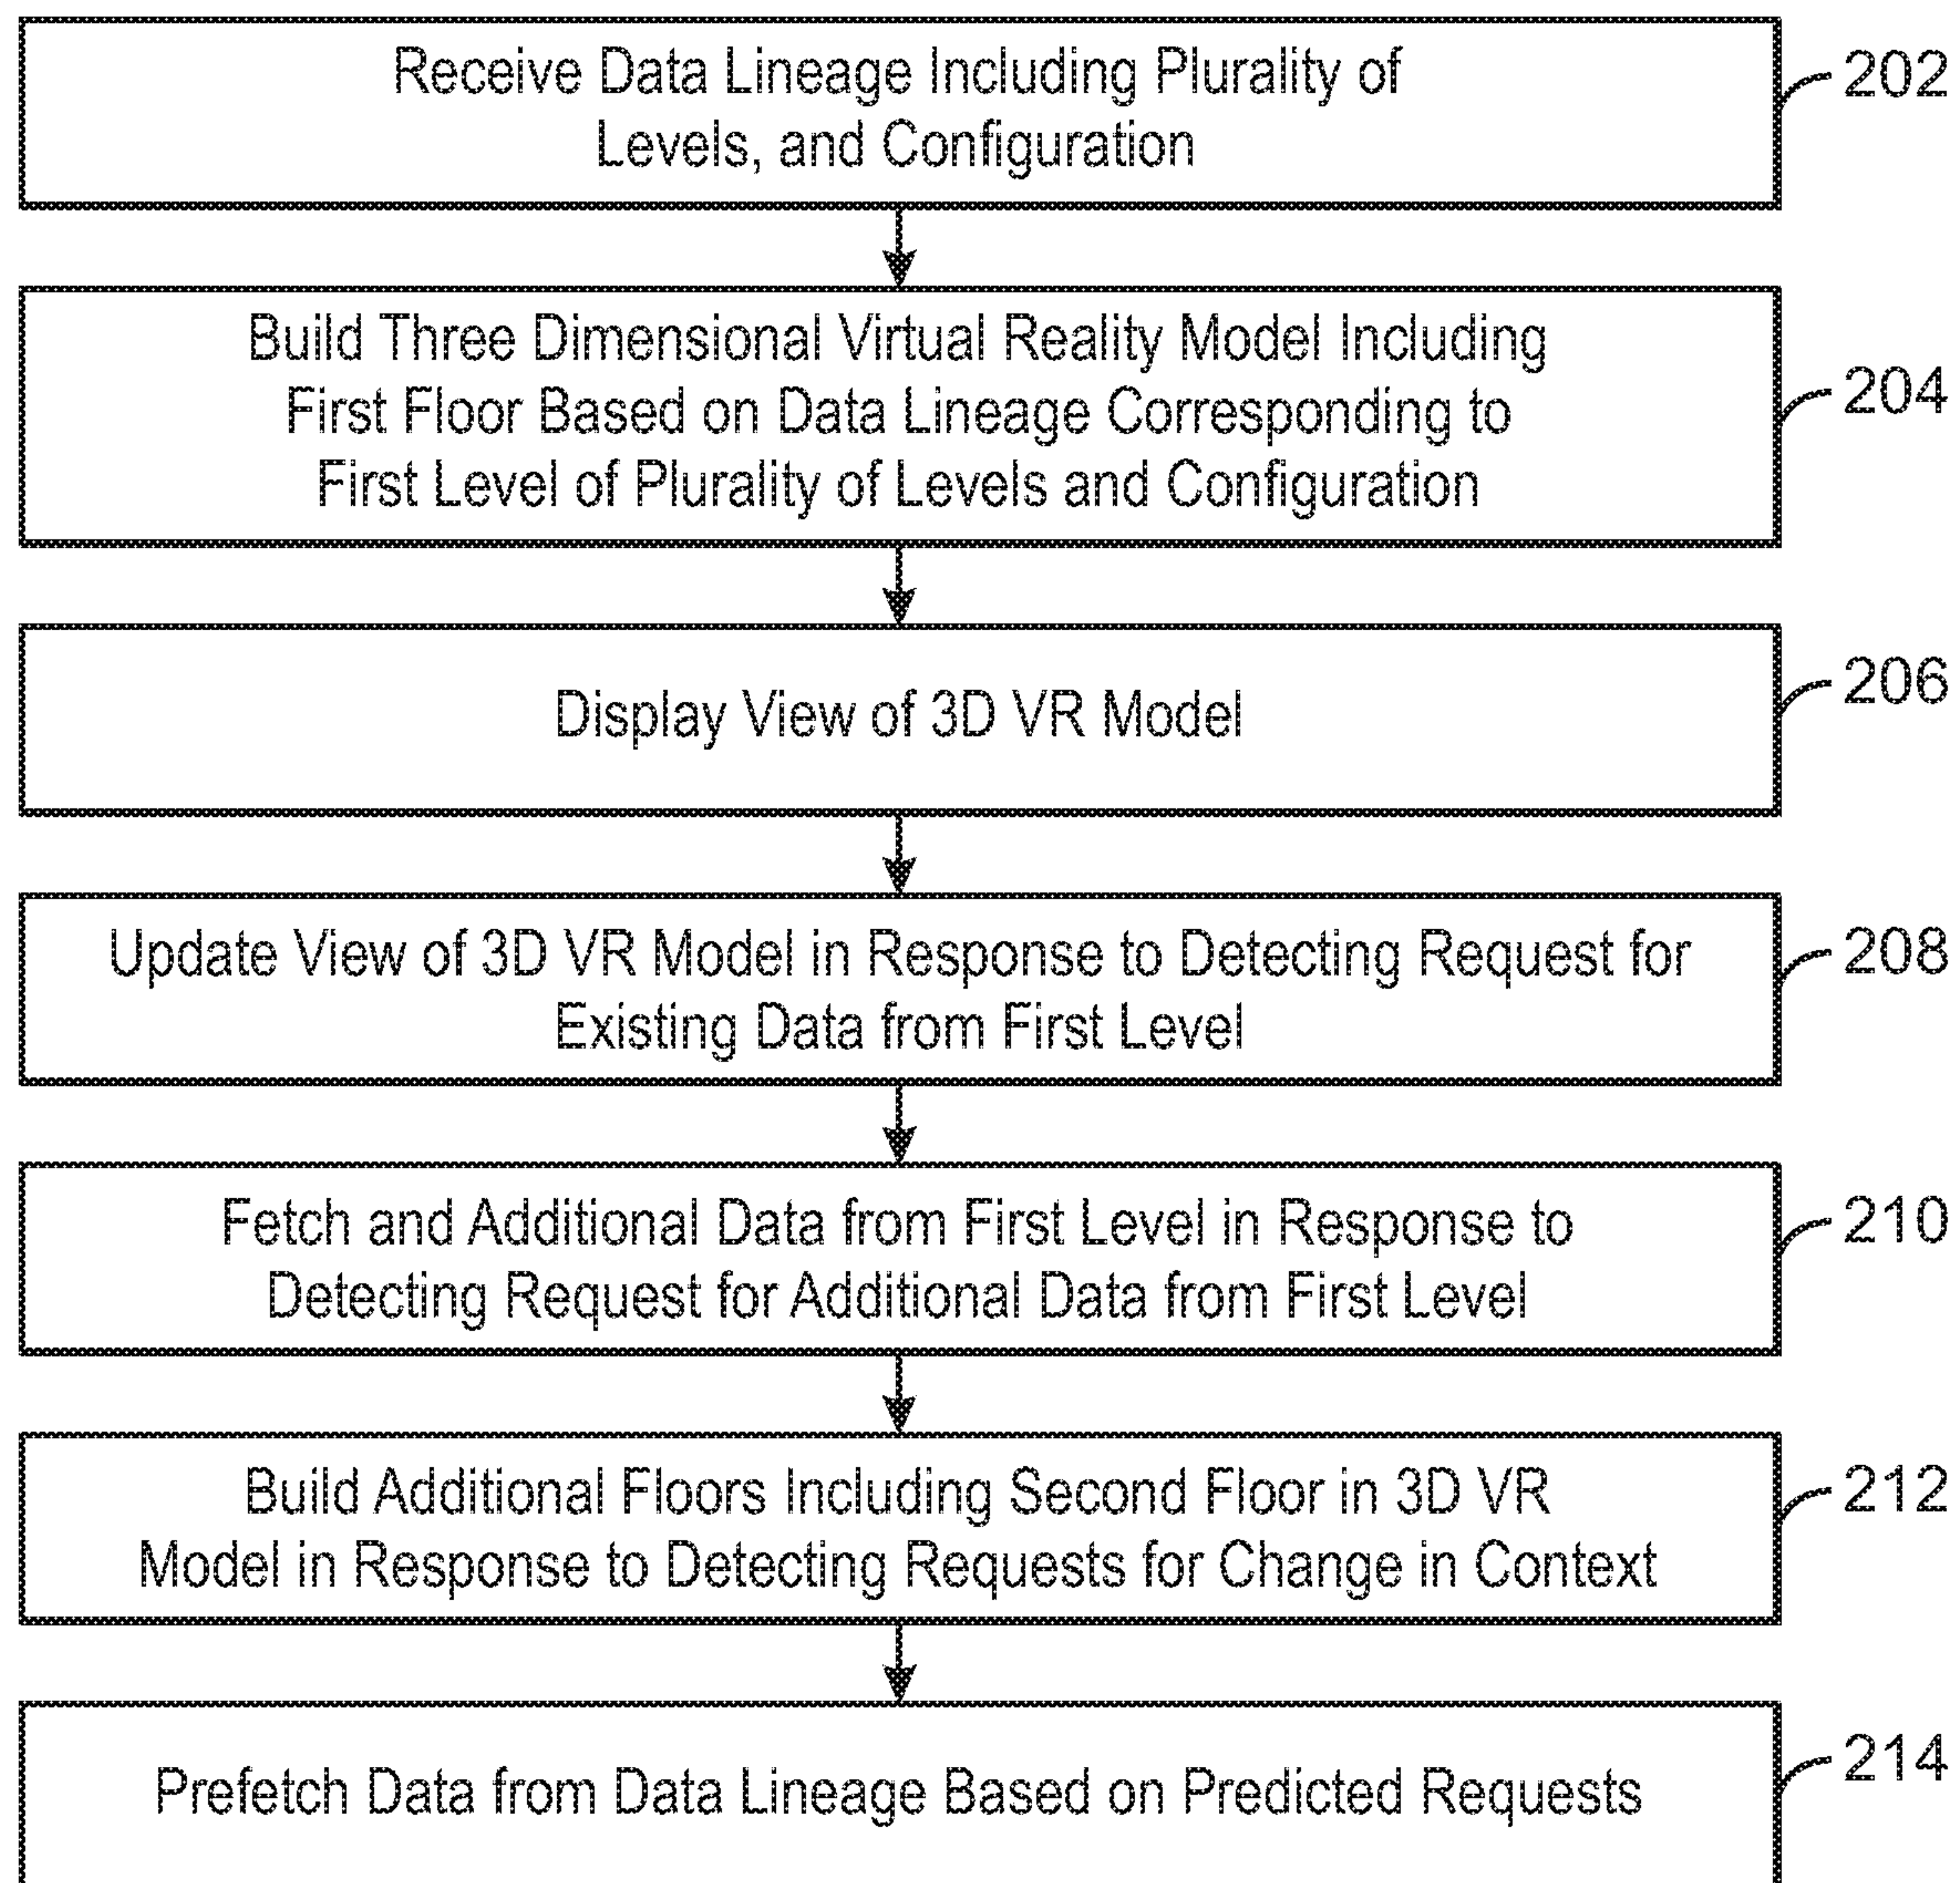 Receive Data Lineage Including Plurality of
Levels, and Configuration
202
Build Three Dimensional Virtual Reality Model Including
First Floor Based on Data Lineage Corresponding to
First Level of Plurality of Levels and Configuration
204
Display View of 3D VR Model
206
Update View of 3D VR Model in Response to Detecting Request for
Existing Data from First Level
208
Fetch and Additional Data from First Level in Response to
Detecting Request for Additional Data from First Level
210
Build Additional Floors Including Second Floor in 3D VR
Model in Response to Detecting Requests for Change in Context
212
Prefetch Data from Data Lineage Based on Predicted Requests
214